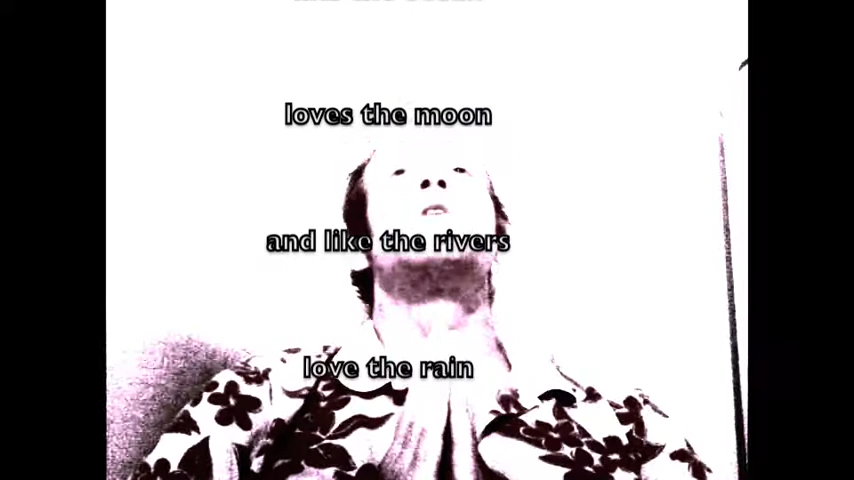 loves the moon
and like the rivers
love the rain